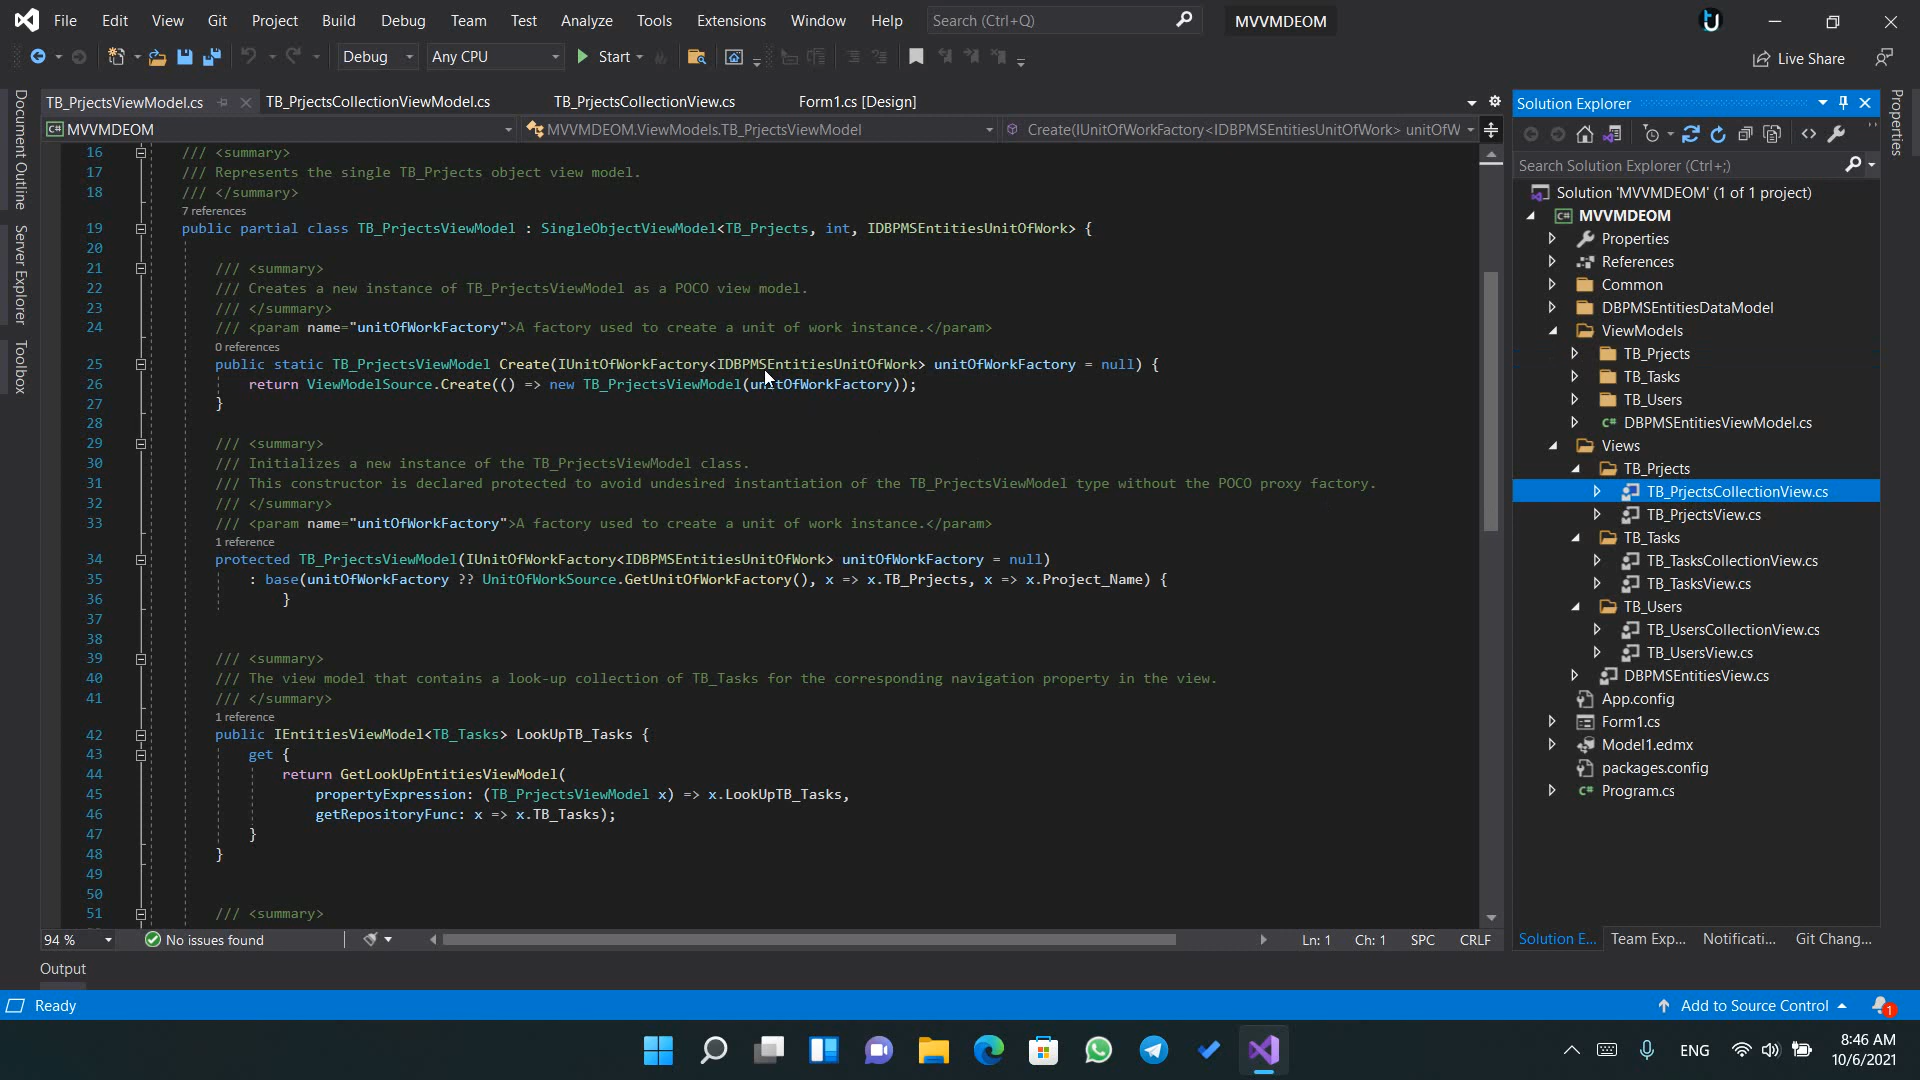 File Edit View Git Project Build Debug Team Test Analyze Tools Extensions Window Help Search (Ctrl+Q) MVVMDEOM
Debug Any CPU Start Live Share
TB_PrjectsViewModel.cs TB_PrjectsCollectionViewModel.cs TB_PrjectsCollectionView.cs Form1.cs [Design]
MVVMDEOM MVVMDEOM.ViewModels.TB_PrjectsViewModel Create(IUnitOfWorkFactory<IDBPMSEntitiesUnitOfWork> unitOfW
Document Outline
Server Explorer
Toolbox
16 /// <summary>
17 /// Represents the single TB_Prjects object view model.
18 /// </summary>
7 references
19 public partial class TB_PrjectsViewModel : SingleObjectViewModel<TB_Prjects, int, IDBPMSEntitiesUnitOfWork> {
20
21 /// <summary>
22 /// Creates a new instance of TB_PrjectsViewModel as a POCO view model.
23 /// </summary>
24 /// <param name="unitOfWorkFactory">A factory used to create a unit of work instance.</param>
0 references
25 public static TB_PrjectsViewModel Create(IUnitOfWorkFactory<IDBPMSEntitiesUnitOfWork> unitOfWorkFactory = null) {
26 return ViewModelSource.Create(() => new TB_PrjectsViewModel(unitOfWorkFactory));
27 }
28
29 /// <summary>
30 /// Initializes a new instance of the TB_PrjectsViewModel class.
31 /// This constructor is declared protected to avoid undesired instantiation of the TB_PrjectsViewModel type without the POCO proxy factory.
32 /// </summary>
33 /// <param name="unitOfWorkFactory">A factory used to create a unit of work instance.</param>
1 reference
34 protected TB_PrjectsViewModel(IUnitOfWorkFactory<IDBPMSEntitiesUnitOfWork> unitOfWorkFactory = null)
35 : base(unitOfWorkFactory ?? UnitOfWorkSource.GetUnitOfWorkFactory(), x => x.TB_Prjects, x => x.Project_Name) {
36 }
37
38
39 /// <summary>
40 /// The view model that contains a look-up collection of TB_Tasks for the corresponding navigation property in the view.
41 /// </summary>
1 reference
42 public IEntitiesViewModel<TB_Tasks> LookUpTB_Tasks {
43 get {
44 return GetLookUpEntitiesViewModel(
45 propertyExpression: (TB_PrjectsViewModel x) => x.LookUpTB_Tasks,
46 getRepositoryFunc: x => x.TB_Tasks);
47 }
48 }
49
50
51 /// <summary>
94 % No issues found Ln: 1 Ch: 1 SPC CRLF
Output
Solution Explorer
Search Solution Explorer (Ctrl+;)
Solution 'MVVMDEOM' (1 of 1 project)
MVVMDEOM
Properties
References
Common
DBPMSEntitiesDataModel
ViewModels
TB_Prjects
TB_Tasks
TB_Users
DBPMSEntitiesViewModel.cs
Views
TB_Prjects
TB_PrjectsCollectionView.cs
TB_PrjectsView.cs
TB_Tasks
TB_TasksCollectionView.cs
TB_TasksView.cs
TB_Users
TB_UsersCollectionView.cs
TB_UsersView.cs
DBPMSEntitiesView.cs
App.config
Form1.cs
Model1.edmx
packages.config
Program.cs
Solution E... Team Exp... Notificati... Git Chang...
Properties
Ready Add to Source Control 1
ENG 8:46 AM
10/6/2021